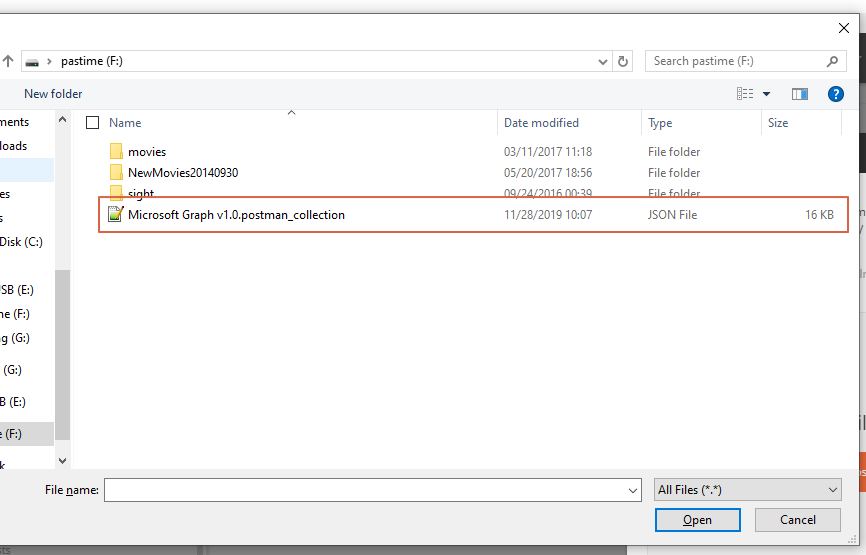 pastime (F:)
Search pastime (F:)
New folder
Name Date modified Type Size
movies 03/11/2017 11:18 File folder
NewMovies20140930 05/20/2017 18:56 File folder
sight 09/24/2016 00:39 File folder
Microsoft Graph v1.0.postman_collection 11/28/2019 10:07 JSON File 16 KB
ments
loads
es
s
Disk (C:)
USB (E:)
ne (F:)
g (G:)
(G:)
B (E:)
e (F:)
k
File name:
All Files (*.*)
Open
Cancel